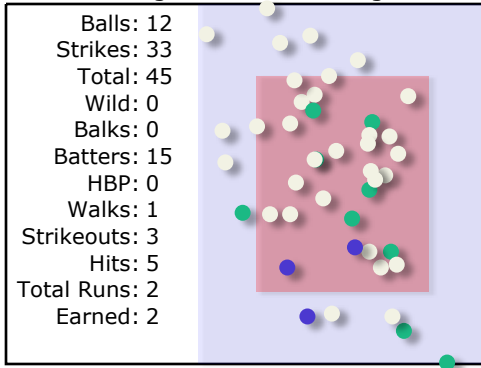 Balls: 12
Strikes: 33
Total: 45
Wild: 0
Balks: 0
Batters: 15
HBP: 0
Walks: 1
Strikeouts: 3
Hits: 5
Total Runs: 2
Earned: 2